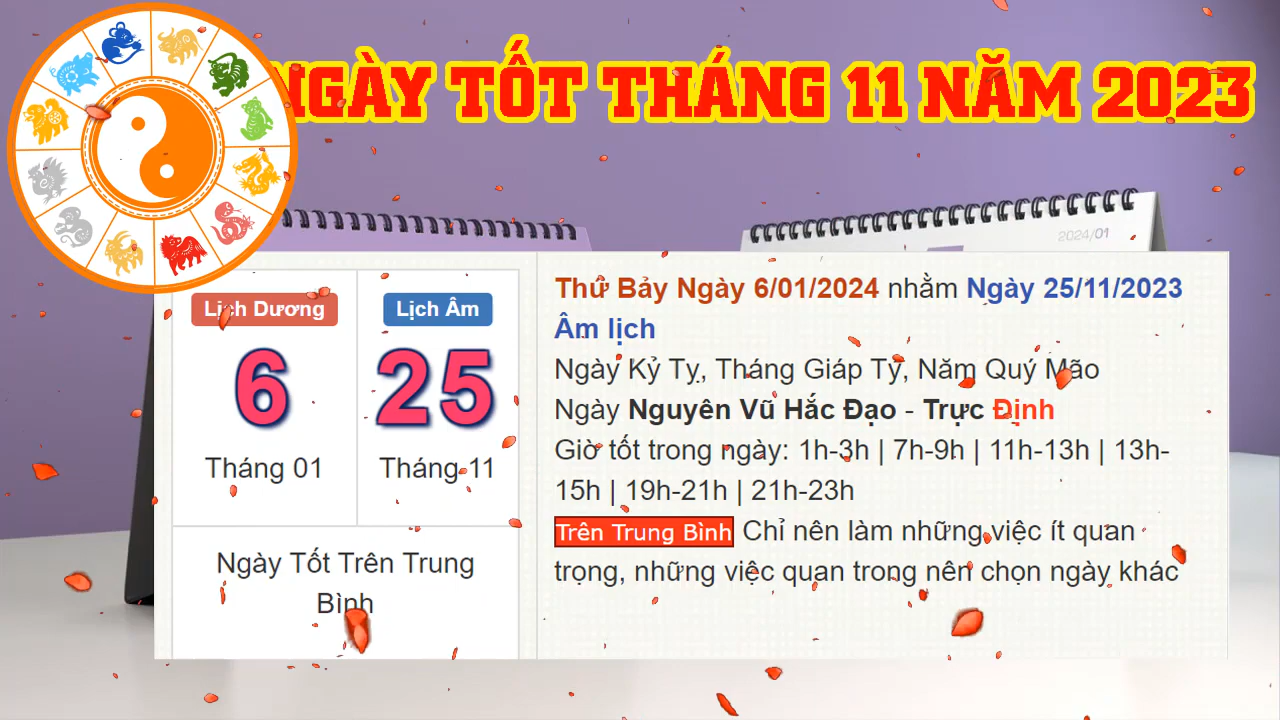 NGÀY TỐT THÁNG 11 NĂM 2023
2024/01
Lịch Dương
Lịch Âm
6
25
Tháng 01
Tháng 11
Ngày Tốt Trên Trung
Bình
Thứ Bảy Ngày 6/01/2024 nhằm Ngày 25/11/2023
Âm lịch
Ngày Kỷ Tỵ, Tháng Giáp Tý, Năm Quý Mão
Ngày Nguyên Vũ Hắc Đạo - Trực Định
Giờ tốt trong ngày: 1h-3h | 7h-9h | 11h-13h | 13h-
15h | 19h-21h | 21h-23h
Trên Trung Bình Chỉ nên làm những việc ít quan
trọng, những việc quan trong nên chọn ngày khác